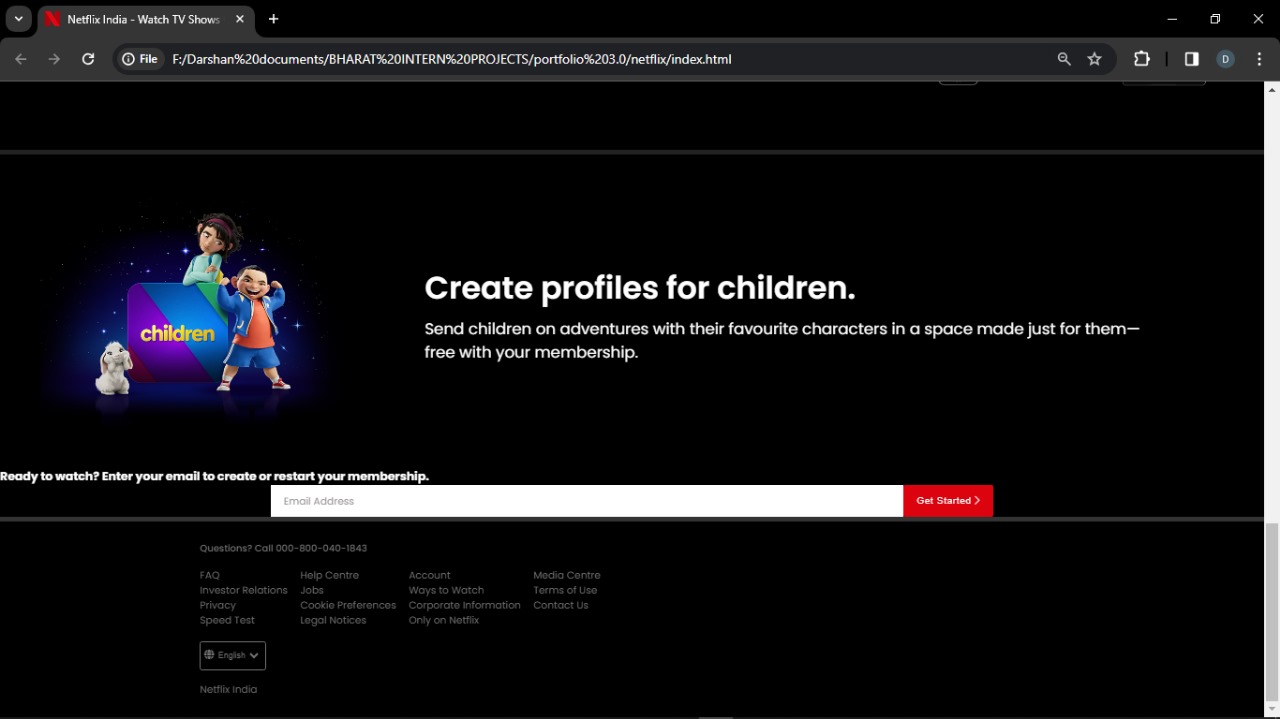 Netflix India - Watch TV Shows
File
F:/Darshan%20documents/BHARAT%20INTERN%20PROJECTS/portfolio%203.0/netflix/index.html
D
children
Create profiles for children.
Send children on adventures with their favourite characters in a space made just for them—
free with your membership.
Ready to watch? Enter your email to create or restart your membership.
Email Address
Get Started
Questions? Call 000-800-040-1843
FAQ Help Centre Account Media Centre
Investor Relations Jobs Ways to Watch Terms of Use
Privacy Cookie Preferences Corporate Information Contact Us
Speed Test Legal Notices Only on Netflix
English
Netflix India